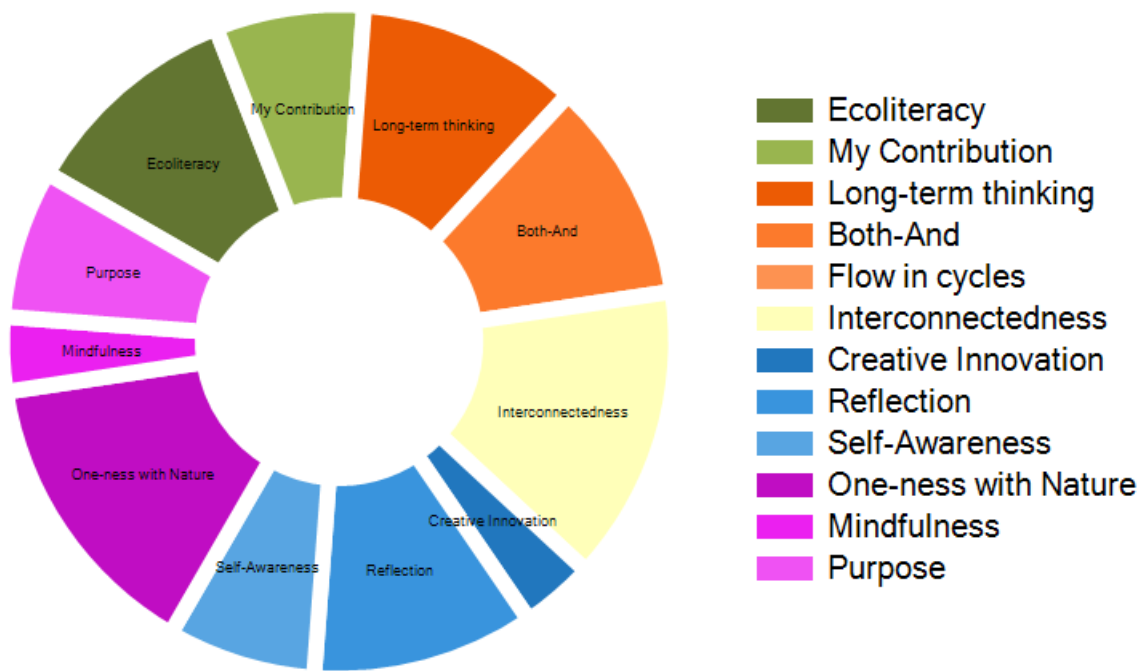 My Contribution
Long-term thinking
Ecoliteracy
Both-And
Purpose
Mindfulness
Interconnectedness
One-ness with Nature
Creative Innovation
Self-Awareness
Reflection
Ecoliteracy
My Contribution
Long-term thinking
Both-And
Flow in cycles
Interconnectedness
Creative Innovation
Reflection
Self-Awareness
One-ness with Nature
Mindfulness
Purpose